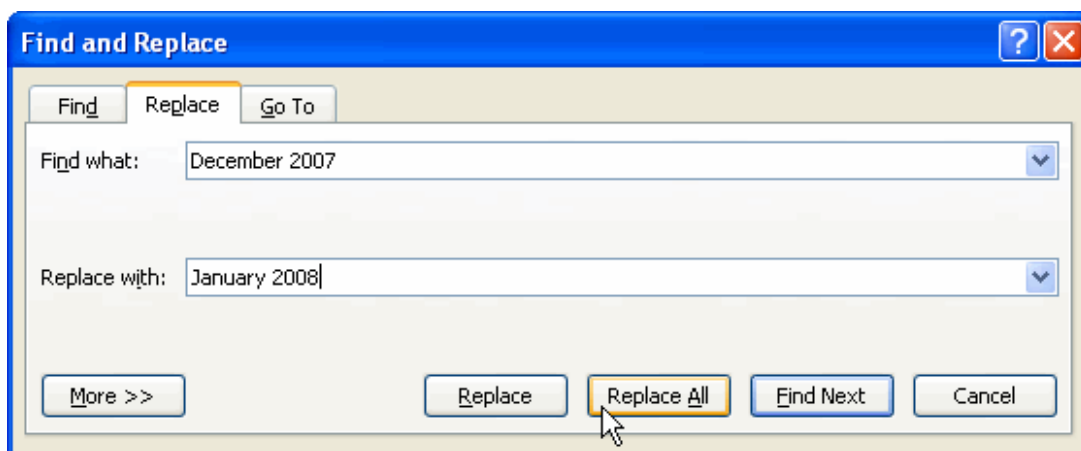 Find and Replace
Find Replace Go To
Find what: December 2007
Replace with: January 2008
More >> Replace Replace All Find Next Cancel